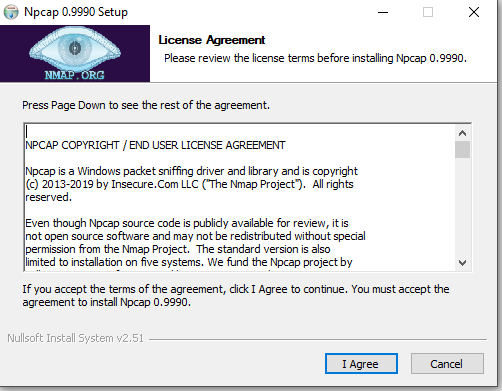 Npcap 0.9990 Setup
NMAP.ORG
License Agreement
Please review the license terms before installing Npcap 0.9990.
Press Page Down to see the rest of the agreement.
NPCAP COPYRIGHT / END USER LICENSE AGREEMENT
Npcap is a Windows packet sniffing driver and library and is copyright
(c) 2013-2019 by Insecure.Com LLC ("The Nmap Project").  All rights
reserved.
Even though Npcap source code is publicly available for review, it is
not open source software and may not be redistributed without special
permission from the Nmap Project.  The standard version is also
limited to installation on five systems. We fund the Npcap project by
If you accept the terms of the agreement, click I Agree to continue. You must accept the
agreement to install Npcap 0.9990.
Nullsoft Install System v2.51
I Agree
Cancel